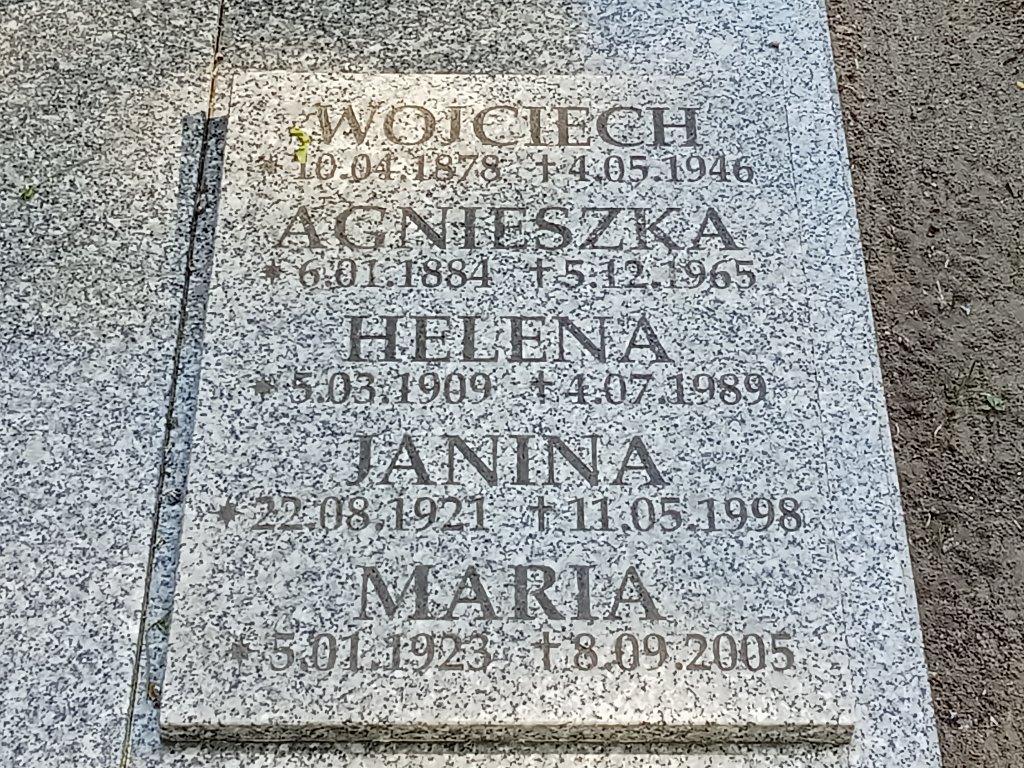 WOJCIECH
* 10.04.1878 † 4.05.1946
AGNIESZKA
* 6.01.1884 † 5.12.1965
HELENA
* 5.03.1909 † 4.07.1989
JANINA
* 22.08.1921 † 11.05.1998
MARIA
* 5.01.1923 † 8.09.2005